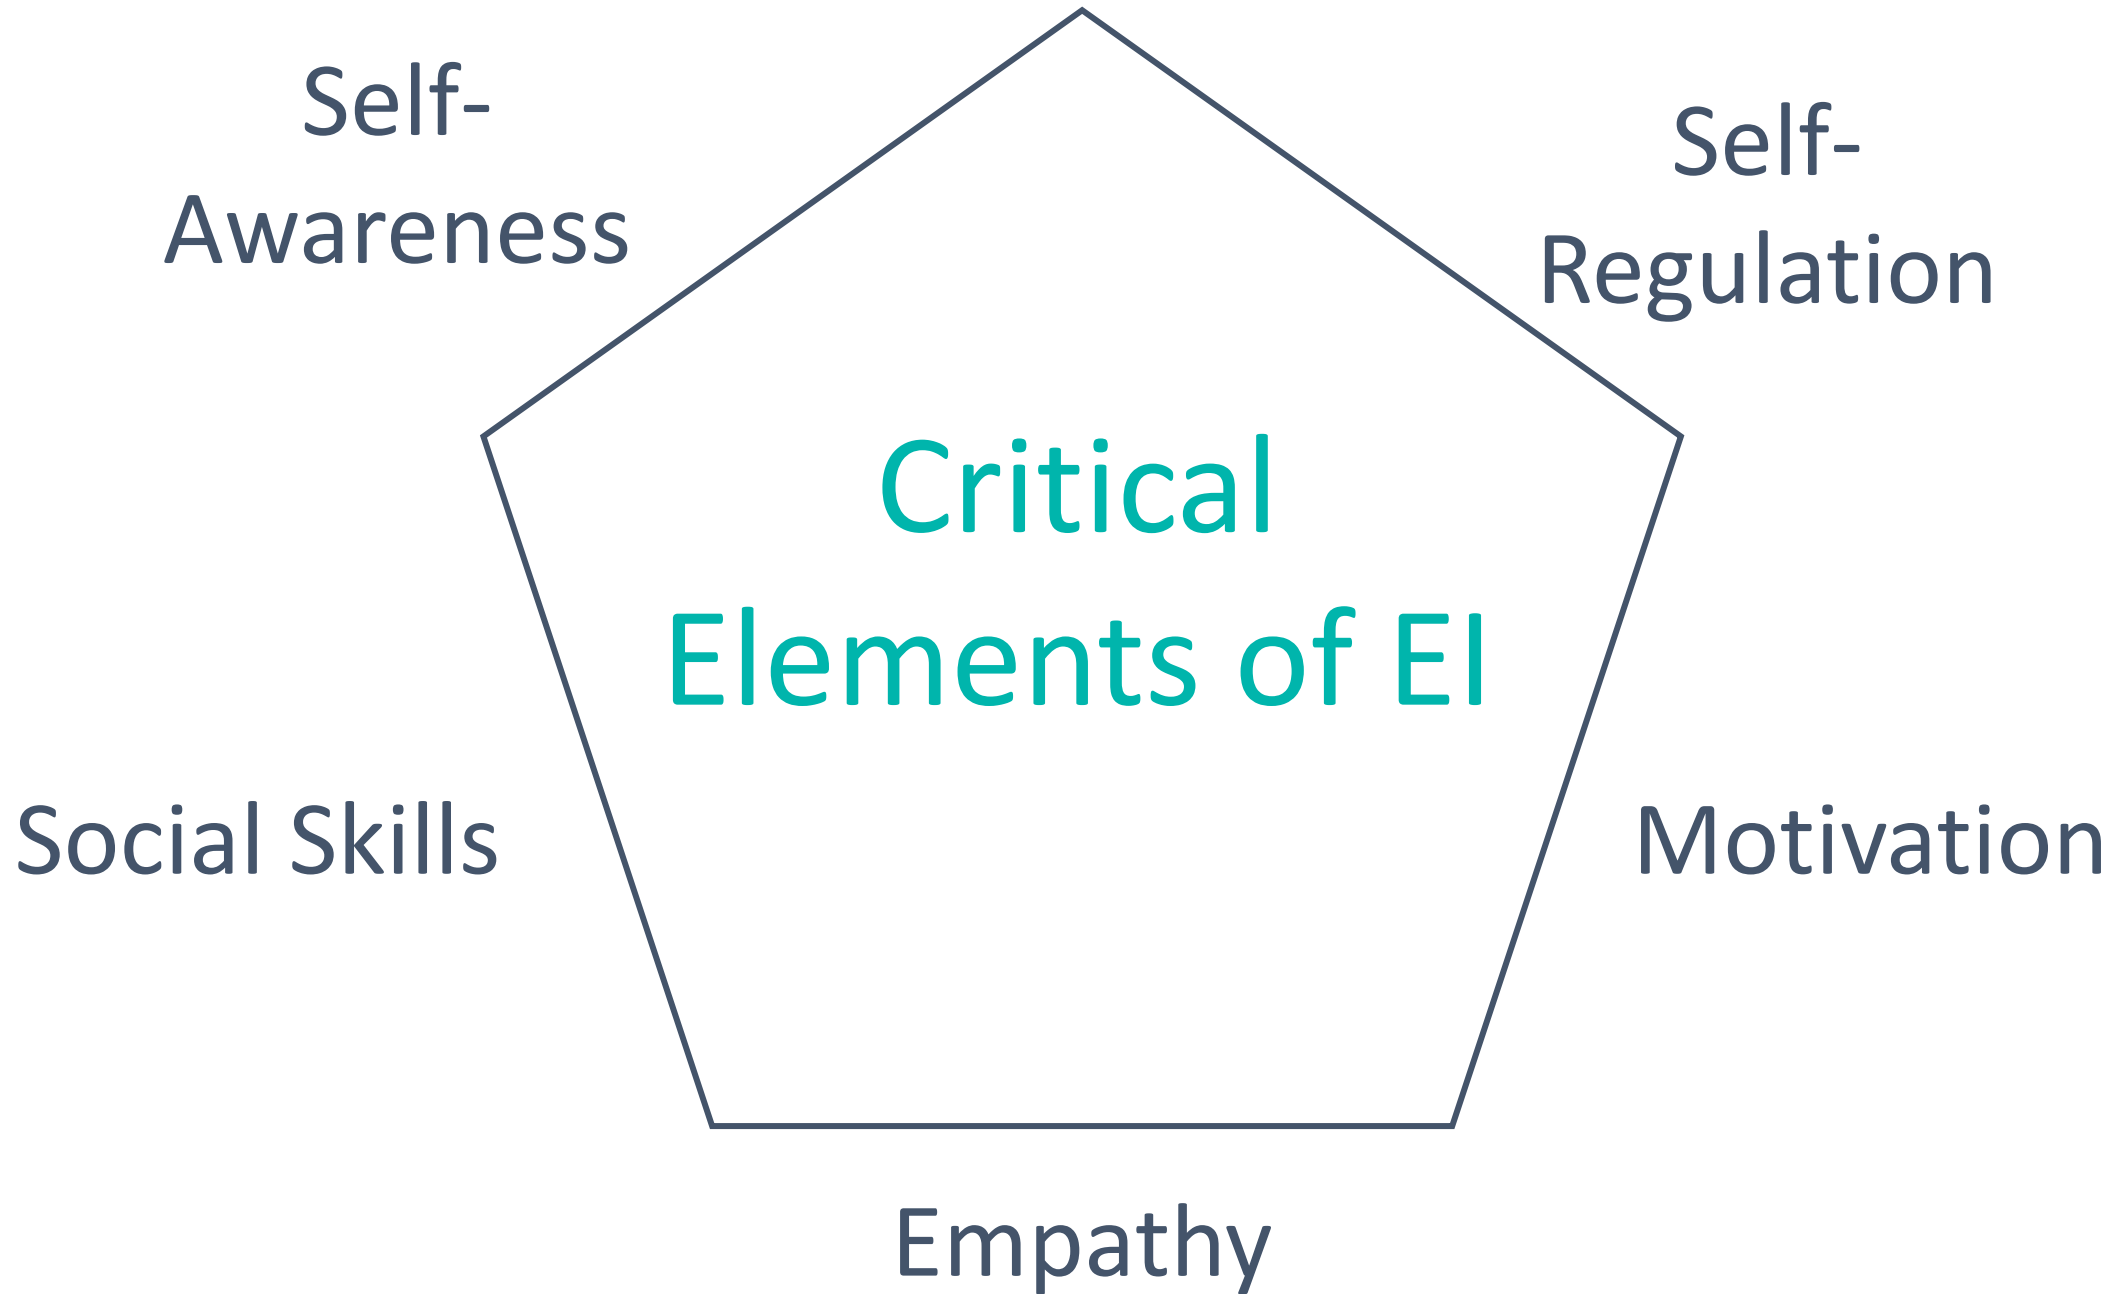 Self-
Awareness
Self-
Regulation
Critical
Elements of EI
Social Skills
Motivation
Empathy